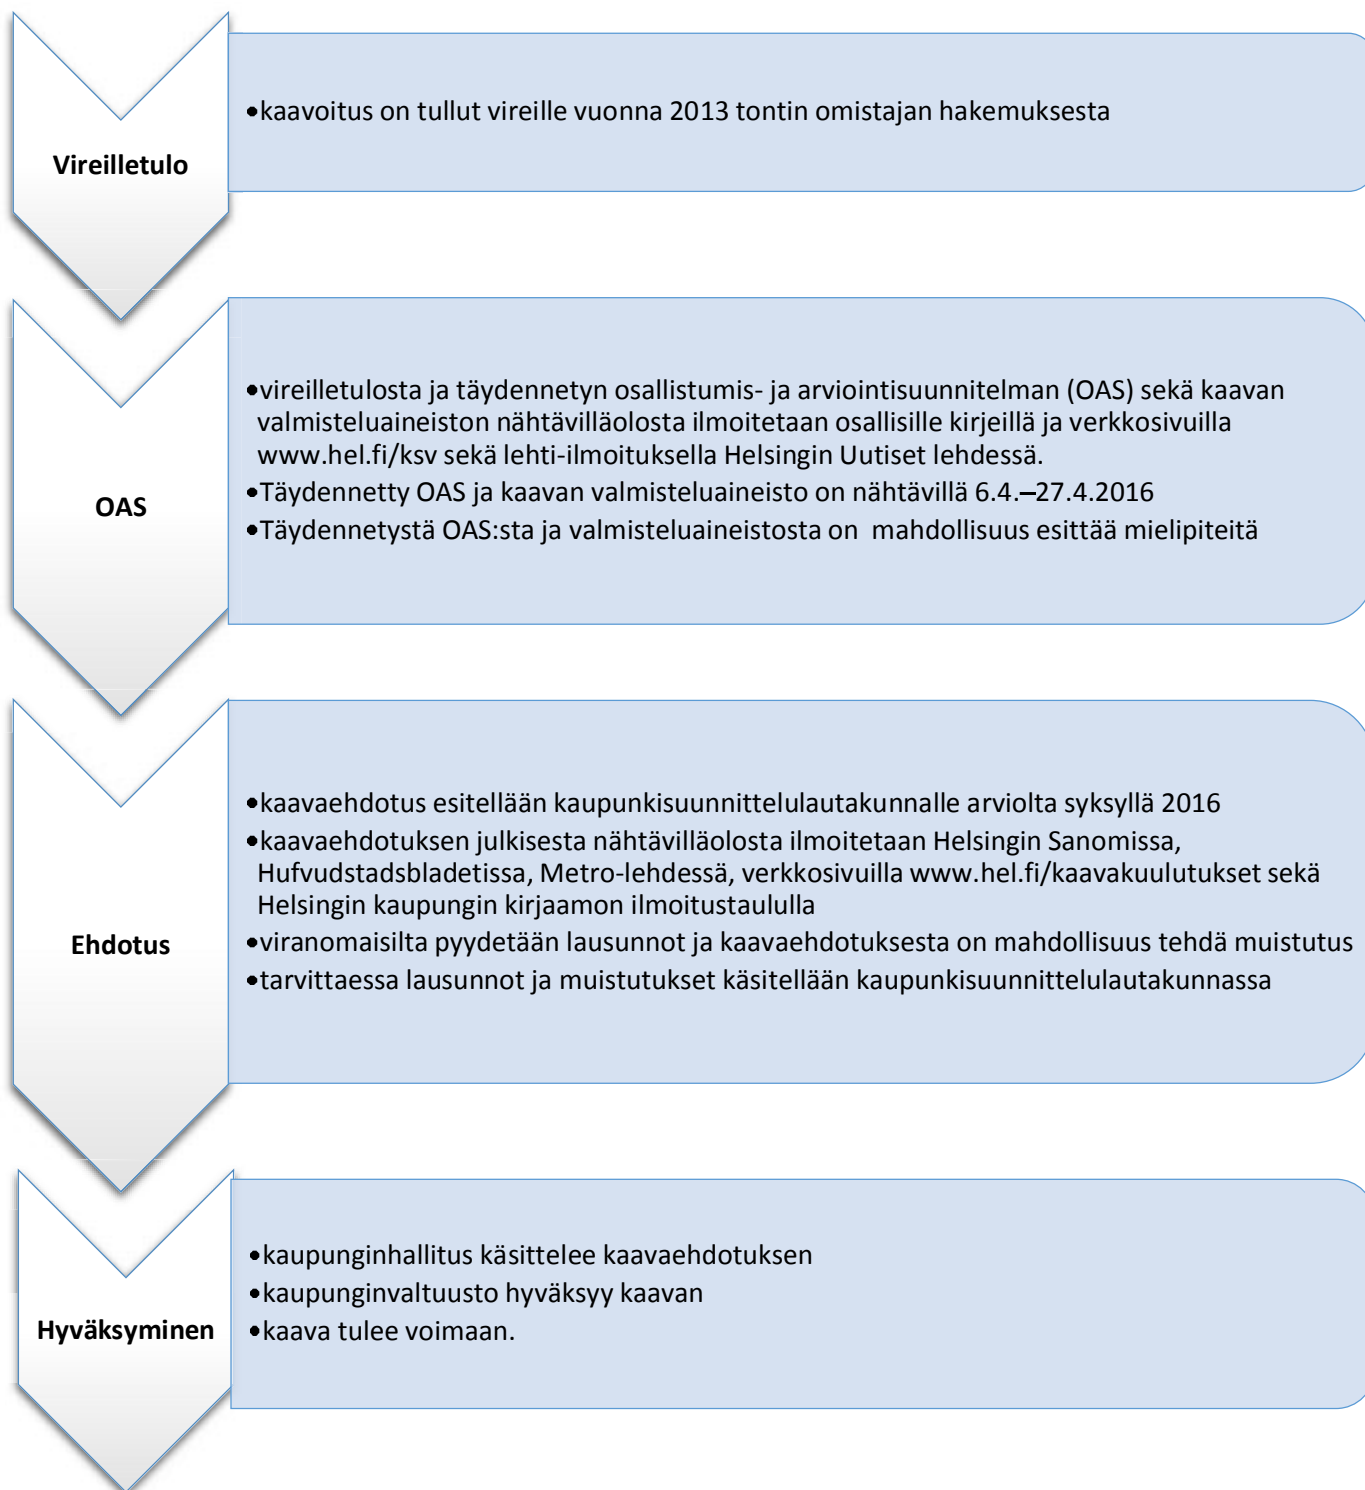 Vireilletulo
•kaavoitus on tullut vireille vuonna 2013 tontin omistajan hakemuksesta
OAS
•vireilletulosta ja täydennetyn osallistumis- ja arviointisuunnitelman (OAS) sekä kaavan
valmisteluaineiston nähtävilläolosta ilmoitetaan osallisille kirjeillä ja verkkosivuilla
www.hel.fi/ksv sekä lehti-ilmoituksella Helsingin Uutiset lehdessä.
•Täydennetty OAS ja kaavan valmisteluaineisto on nähtävillä 6.4.–27.4.2016
•Täydennetystä OAS:sta ja valmisteluaineistosta on mahdollisuus esittää mielipiteitä
Ehdotus
•kaavaehdotus esitellään kaupunkisuunnittelulautakunnalle arviolta syksyllä 2016
•kaavaehdotuksen julkisesta nähtävilläolosta ilmoitetaan Helsingin Sanomissa,
Hufvudstadsbladetissa, Metro-lehdessä, verkkosivuilla www.hel.fi/kaavakuulutukset sekä
Helsingin kaupungin kirjaamon ilmoitustaululla
•viranomaisilta pyydetään lausunnot ja kaavaehdotuksesta on mahdollisuus tehdä muistutus
•tarvittaessa lausunnot ja muistutukset käsitellään kaupunkisuunnittelulautakunnassa
Hyväksyminen
•kaupunginhallitus käsittelee kaavaehdotuksen
•kaupunginvaltuusto hyväksyy kaavan
•kaava tulee voimaan.